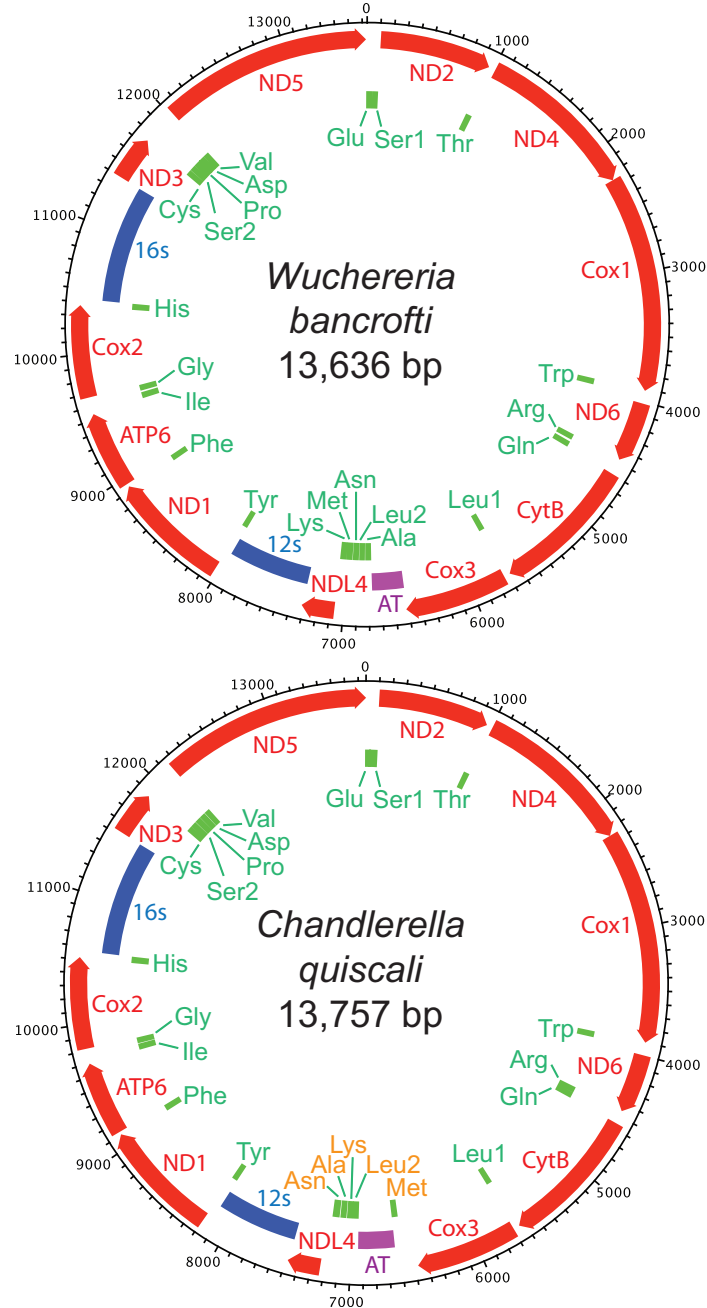 0
13000
1000
ND5
ND2
12000
ND4
2000
Glu Ser1
Thr
Val
ND3
Asp
Cys
Pro
Ser2
11000
16s
Wuchereria
bancrofti
13,636 bp
Cox1
3000
His
Cox2
10000
Gly
Ile
Trp
Arg
ND6
4000
Gln
ATP6
Phe
9000
ND1
Tyr
12s
Asn
Met
Lys
Leu2
Ala
Leu1
CytB
5000
NDL4
AT
Cox3
8000
7000
6000
0
13000
1000
ND5
ND2
12000
ND4
2000
Glu Ser1
Thr
Val
ND3
Asp
Cys
Pro
Ser2
11000
16s
Chandlerella
quiscali
13,757 bp
Cox1
3000
His
Cox2
10000
Gly
Ile
Trp
Arg
ND6
4000
Gln
ATP6
Phe
9000
ND1
Tyr
12s
Lys
Ala
Leu2
Asn
Met
Leu1
CytB
5000
NDL4
AT
Cox3
8000
7000
6000